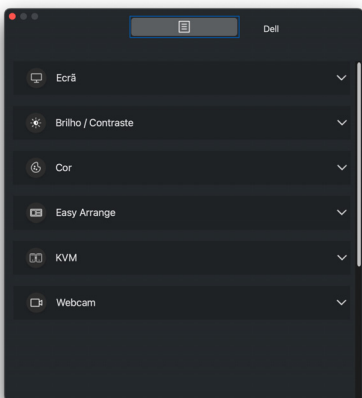 Dell
Ecrã
Brilho / Contraste
Cor
Easy Arrange
KVM
Webcam